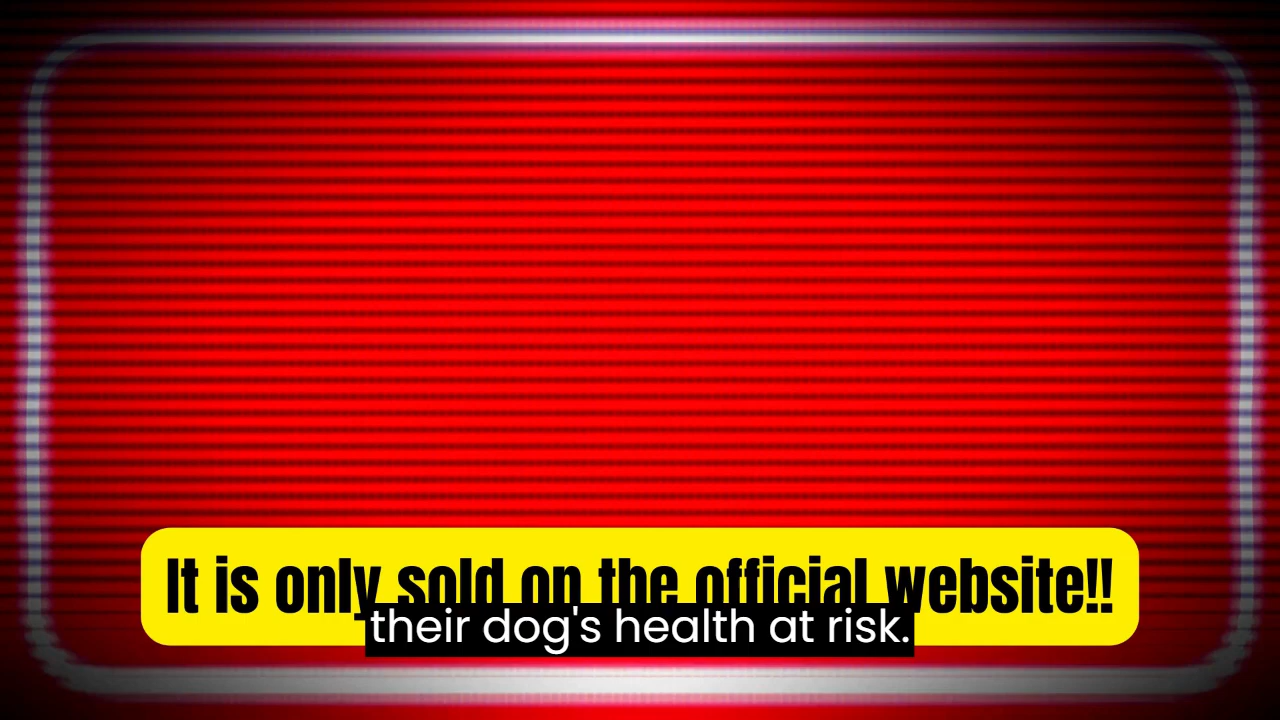 It is only sold on the official website!!
their dog's health at risk.